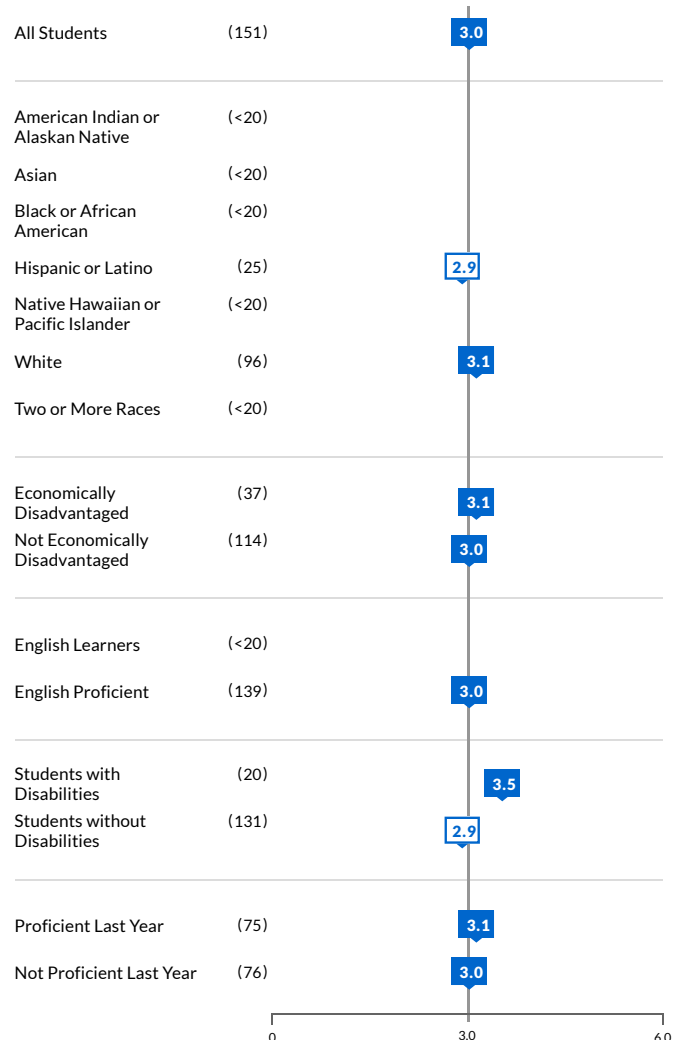 All Students (151) 3.0
American Indian or (<20)
Alaskan Native
Asian (<20)
Black or African (<20)
American
Hispanic or Latino (25) 2.9
Native Hawaiian or (<20)
Pacific Islander
White (96) 3.1
Two or More Races (<20)
Economically (37) 3.1
Disadvantaged
Not Economically (114) 3.0
Disadvantaged
English Learners (<20)
English Proficient (139) 3.0
Students with (20) 3.5
Disabilities
Students without (131) 2.9
Disabilities
Proficient Last Year (75) 3.1
Not Proficient Last Year (76) 3.0
0 3.0 6.0